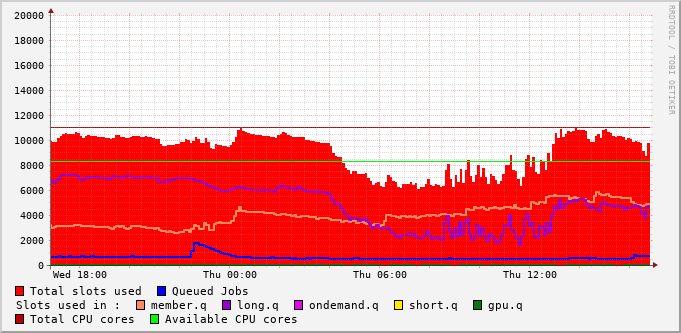 RRDTOOL / TOBI OETIKER
20000
18000
16000
14000
12000
10000
8000
6000
4000
2000
0
Wed 18:00 Thu 00:00 Thu 06:00 Thu 12:00
Total slots used Queued Jobs
Slots used in : member.q long.q ondemand.q short.q gpu.q
Total CPU cores Available CPU cores